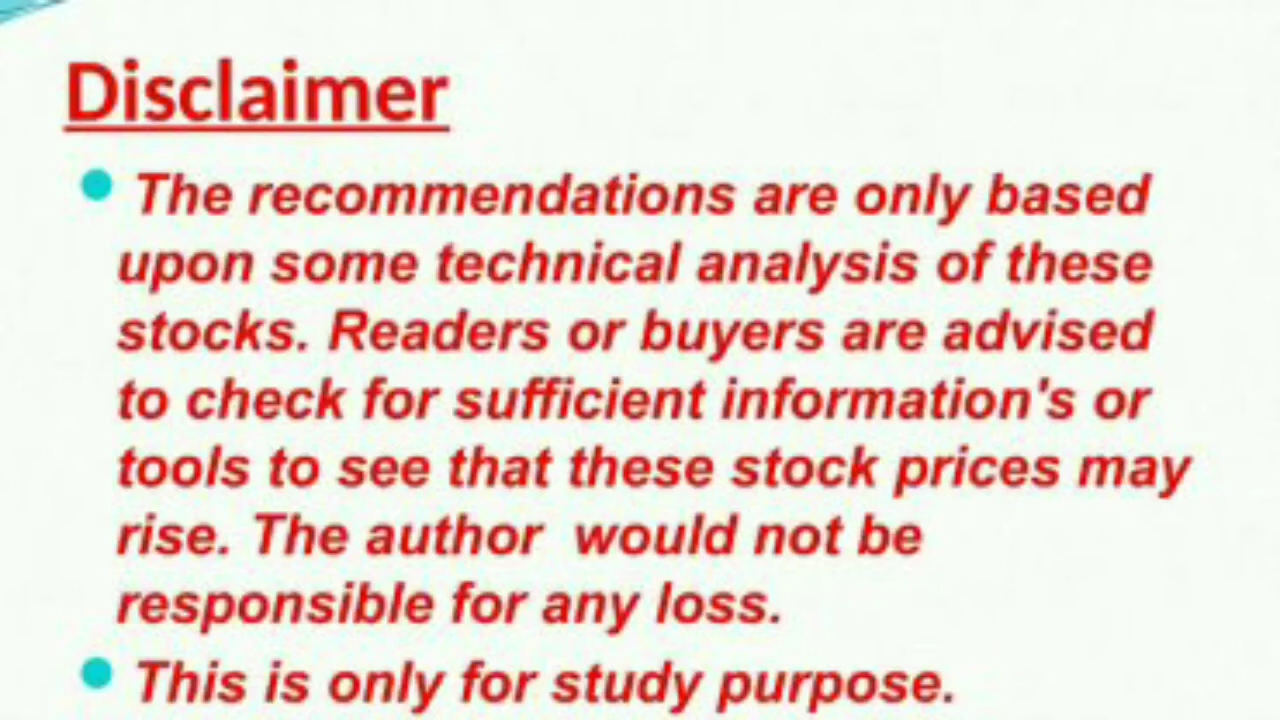 Disclaimer
The recommendations are only based
upon some technical analysis of these
stocks. Readers or buyers are advised
to check for sufficient information's or
tools to see that these stock prices may
rise. The author would not be
responsible for any loss.
This is only for study purpose.